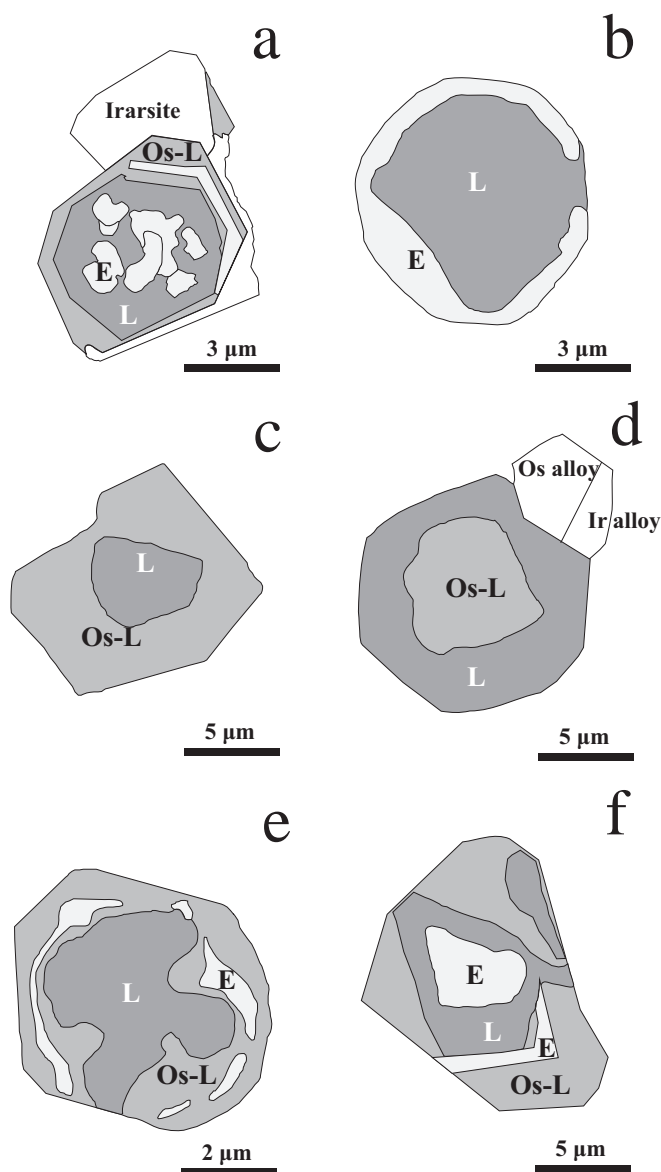 a
Irarsite
Os-L
E
L
3 µm
b
L
E
3 µm
c
L
Os-L
5 µm
d
Os alloy
Ir alloy
Os-L
L
5 µm
e
L
E
Os-L
2 µm
f
E
L
E
Os-L
5 µm